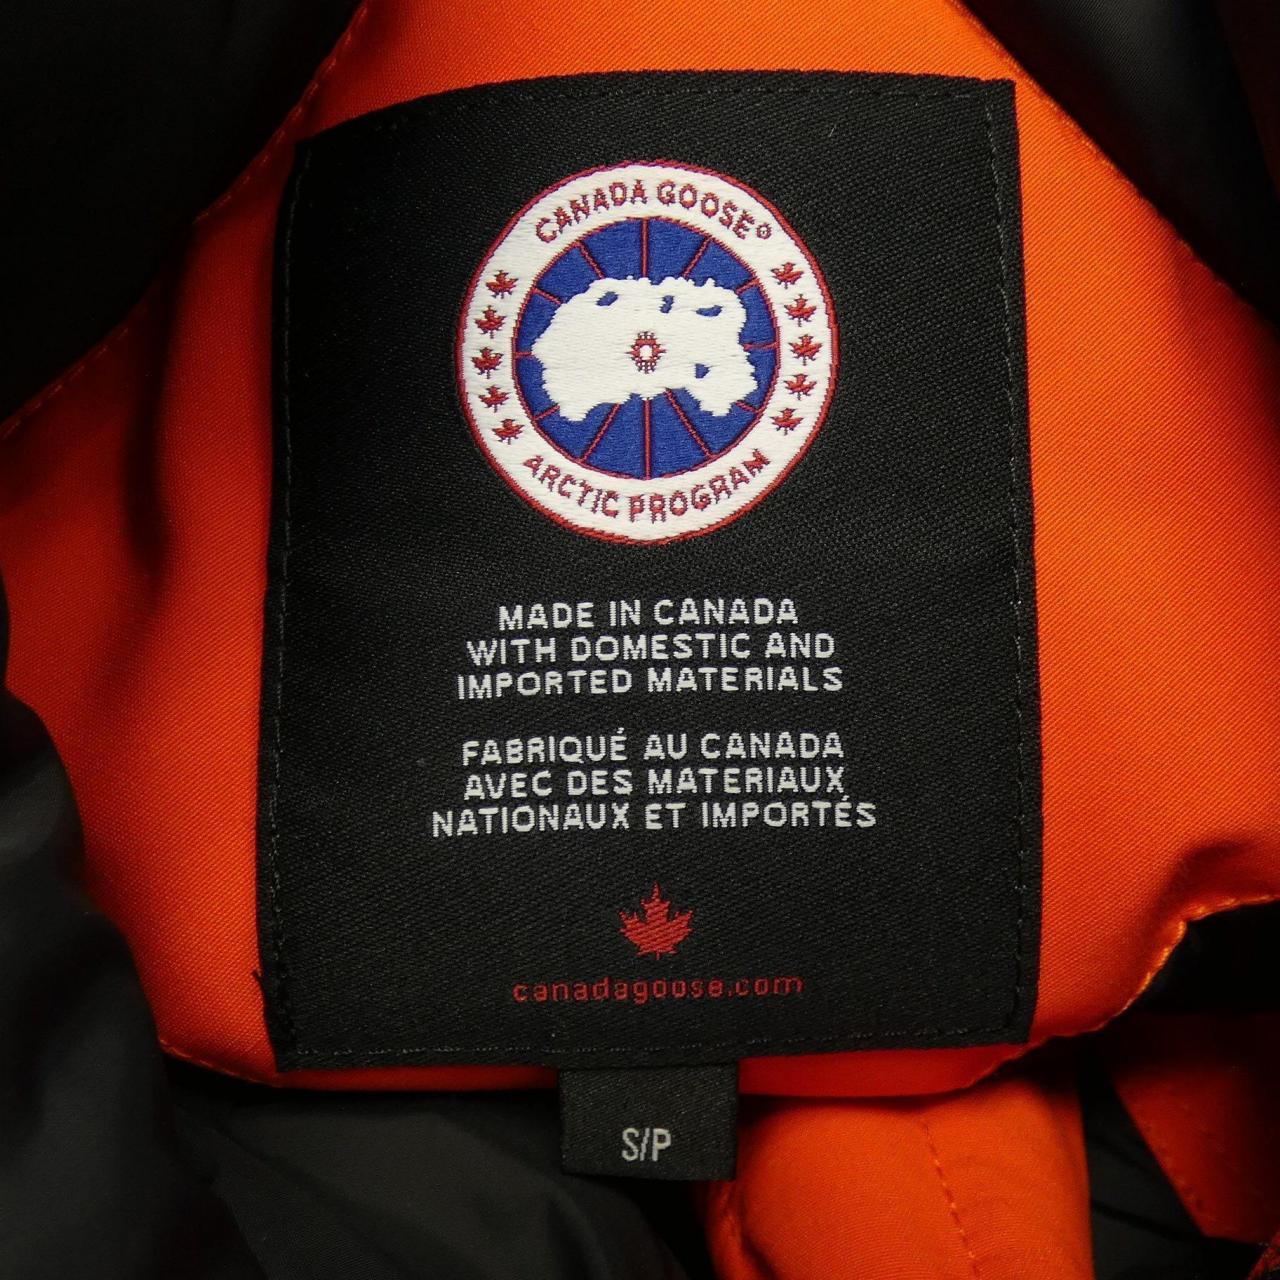 CANADA GOOSE®
ARCTIC PROGRAM
MADE IN CANADA
WITH DOMESTIC AND
IMPORTED MATERIALS
FABRIQUÉ AU CANADA
AVEC DES MATERIAUX
NATIONAUX ET IMPORTÉS
canadagoose.com
S/P